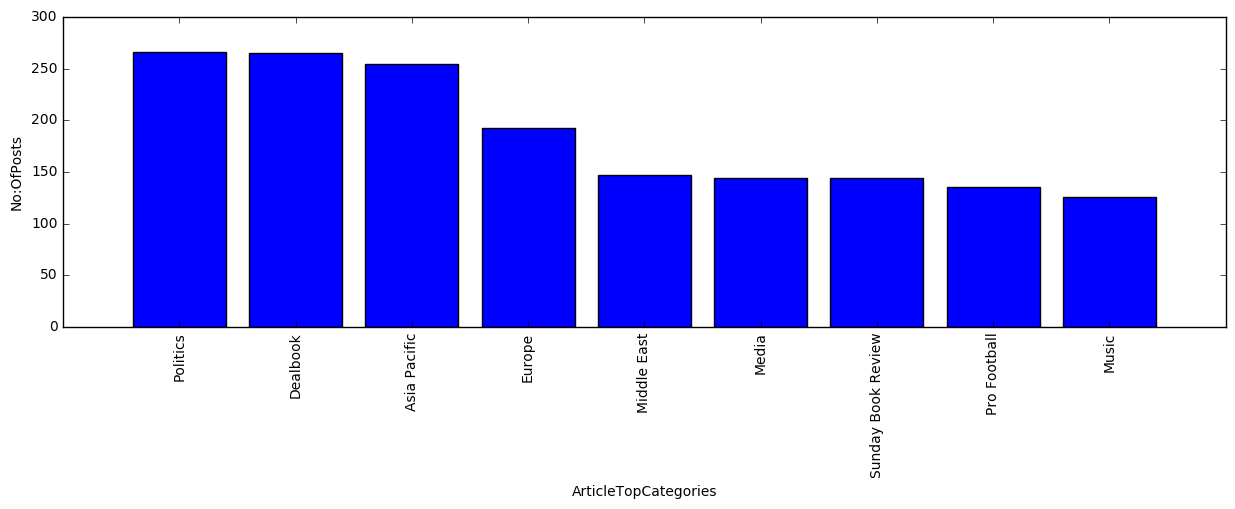 300
250
200
150
100
50
0
No:OfPosts
Politics
Dealbook
Asia Pacific
Europe
Middle East
Media
Sunday Book Review
Pro Football
Music
ArticleTopCategories